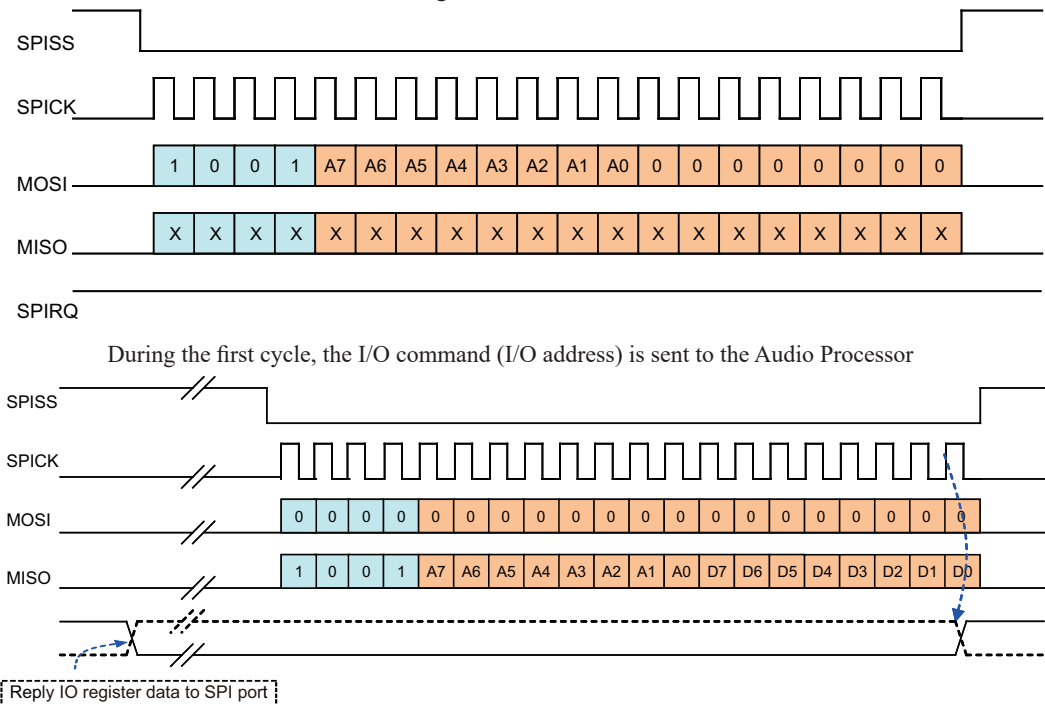 SPISS
SPICK
MOSI 1 0 0 1 A7 A6 A5 A4 A3 A2 A1 A0 0 0 0 0 0 0 0 0
MISO X X X X X X X X X X X X X X X X X X X X
SPIRQ
During the first cycle, the I/O command (I/O address) is sent to the Audio Processor
SPISS
SPICK
MOSI 0 0 0 0 0 0 0 0 0 0 0 0 0 0 0 0 0 0 0 0
MISO 1 0 0 1 A7 A6 A5 A4 A3 A2 A1 A0 D7 D6 D5 D4 D3 D2 D1 D0
Reply IO register data to SPI port